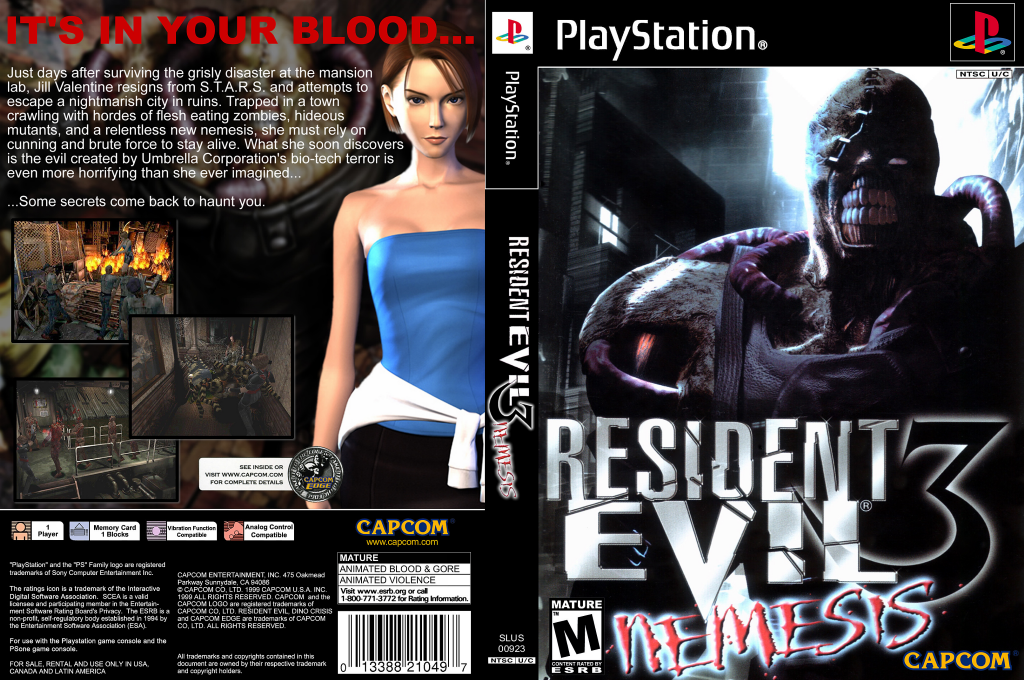 IT'S IN YOUR BLOOD...
Just days after surviving the grisly disaster at the mansion
lab, Jill Valentine resigns from S.T.A.R.S. and attempts to
escape a nightmarish city in ruins. Trapped in a town
crawling with hordes of flesh eating zombies, hideous
mutants, and a relentless new nemesis, she must rely on
cunning and brute force to stay alive. What she soon discovers
is the evil created by Umbrella Corporation's bio-tech terror is
even more horrifying than she ever imagined...
...Some secrets come back to haunt you.
SEE INSIDE OR
VISIT WWW.CAPCOM.COM
FOR COMPLETE DETAILS
CAPCOM
EDGE
1
Player
Memory Card
1 Blocks
Vibration Function
Compatible
Analog Control
Compatible
CAPCOM®
www.capcom.com
"PlayStation" and the "PS" Family logo are registered
trademarks of Sony Computer Entertainment Inc.
The ratings icon is a trademark of the Interactive
Digital Software Association. SCEA is a valid
licensee and participating member in the Entertain-
ment Software Rating Board's Privacy. The ESRB is a
non-profit, self-regulatory body established in 1994 by
the Entertainment Software Association (ESA).
For use with the Playstation game console and the
PSone game console.
FOR SALE, RENTAL AND USE ONLY IN USA,
CANADA AND LATIN AMERICA
CAPCOM ENTERTAINMENT, INC. 475 Oakmead
Parkway Sunnydale, CA 94086
© CAPCOM CO, LTD. 1999 CAPCOM U.S.A. INC.
1999 ALL RIGHTS RESERVED. CAPCOM and the
CAPCOM LOGO are registered trademarks of
CAPCOM CO, LTD. RESIDENT EVIL, DINO CRISIS
and CAPCOM EDGE are trademarks of CAPCOM
CO, LTD. ALL RIGHTS RESERVED.
All trademarks and copyrights contained in this
document are owned by their respective trademark
and copyright holders.
MATURE
ANIMATED BLOOD & GORE
ANIMATED VIOLENCE
Visit www.esrb.org or call
1-800-771-3772 for Rating Information.
0 13388 21049 7
PlayStation®
RESIDENT EVIL 3
NEMESIS
SLUS
00923
NTSC U/C
PlayStation®
NTSC U/C
RESIDENT
EVIL® 3
NEMESIS™
MATURE
M
CONTENT RATED BY
ESRB
CAPCOM®